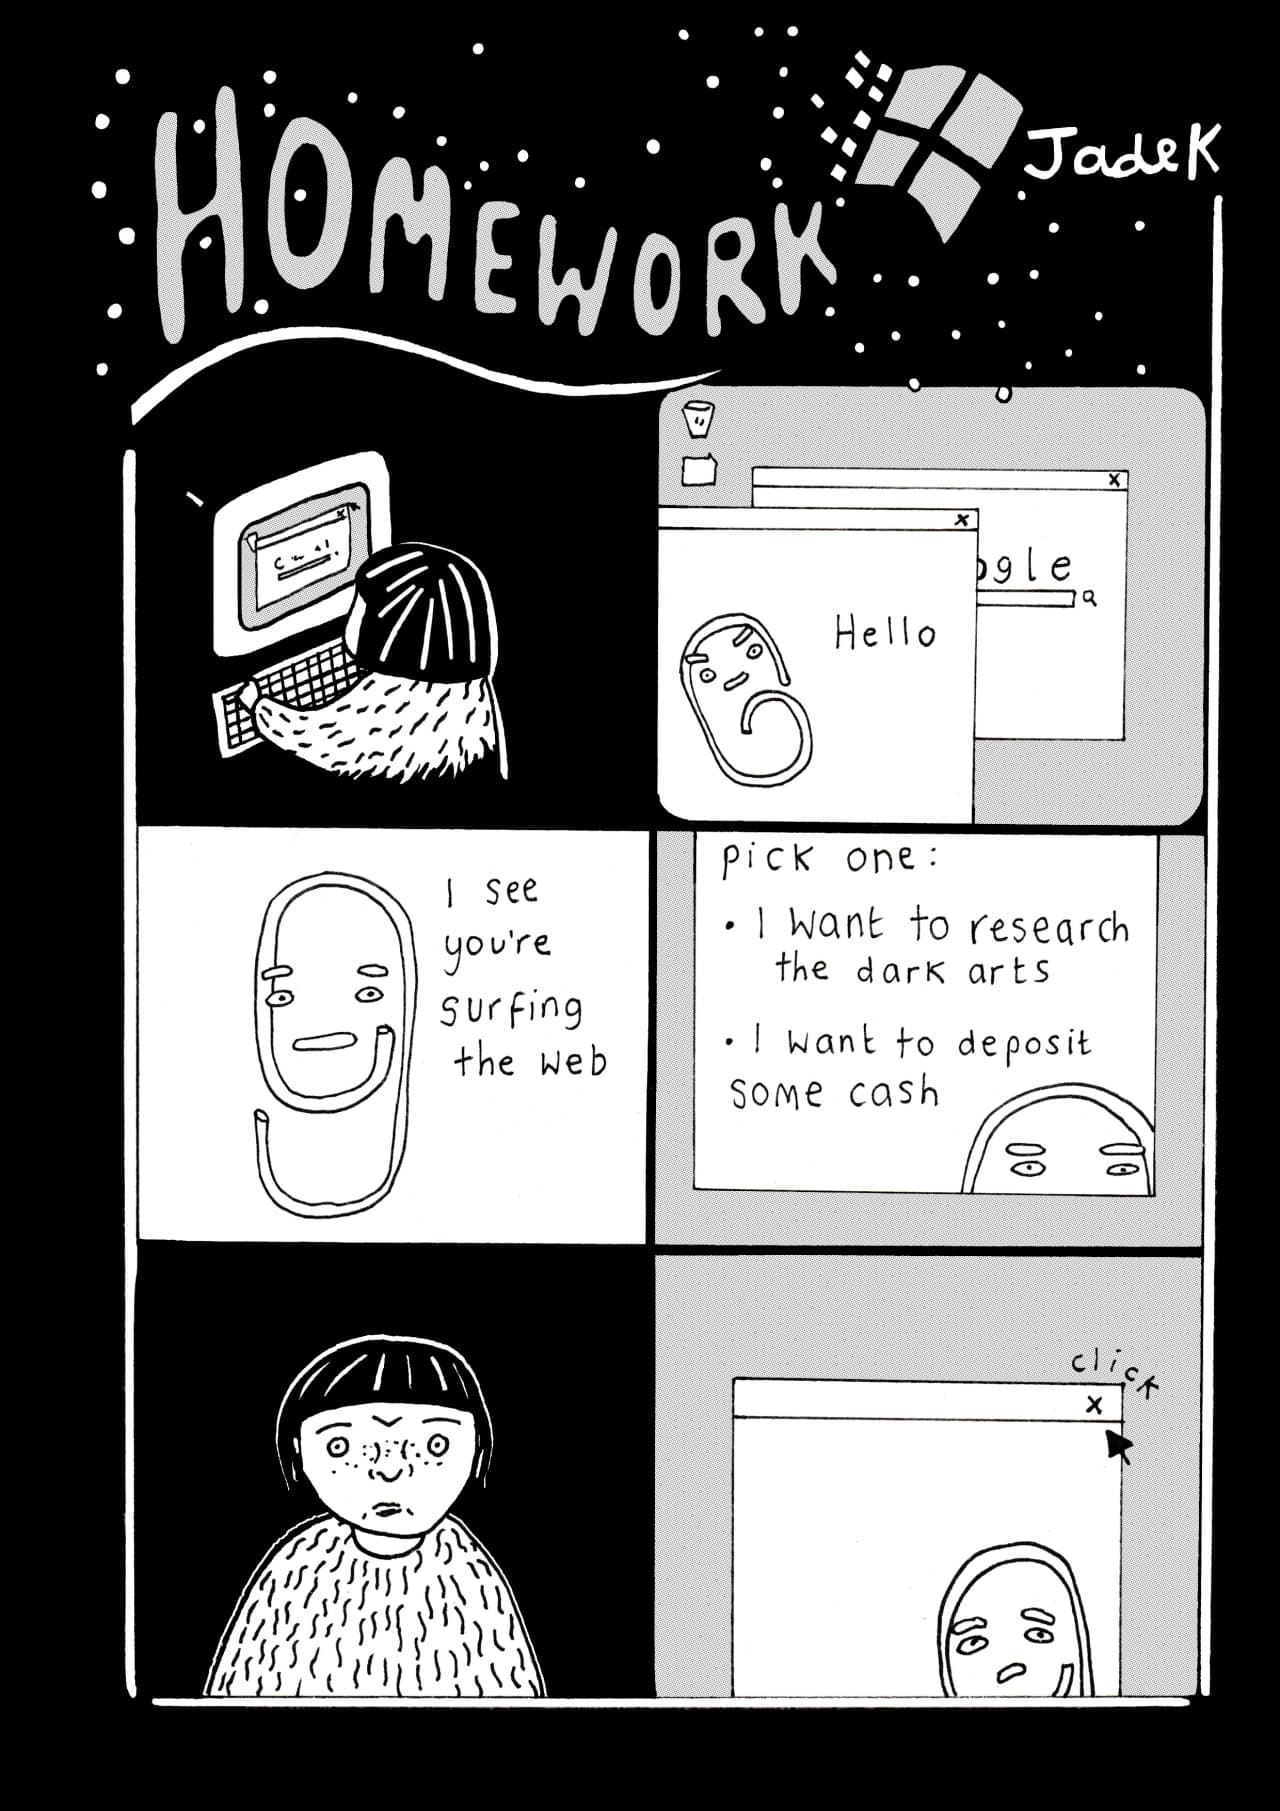 HOMEWORK
JadeK
x
x
ogle
Hello
I see
you're
surfing
the web
pick one:
• I want to research
the dark arts
• I want to deposit
some cash
click
x